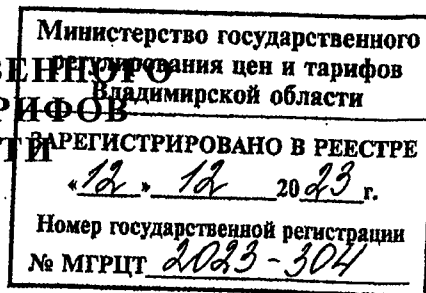 Министерство государственного
регулирования цен и тарифов
Владимирской области
ЗАРЕГИСТРИРОВАНО В РЕЕСТРЕ
«12» 12 2023 г.
Номер государственной регистрации
№ МГРЦТ 2023-304